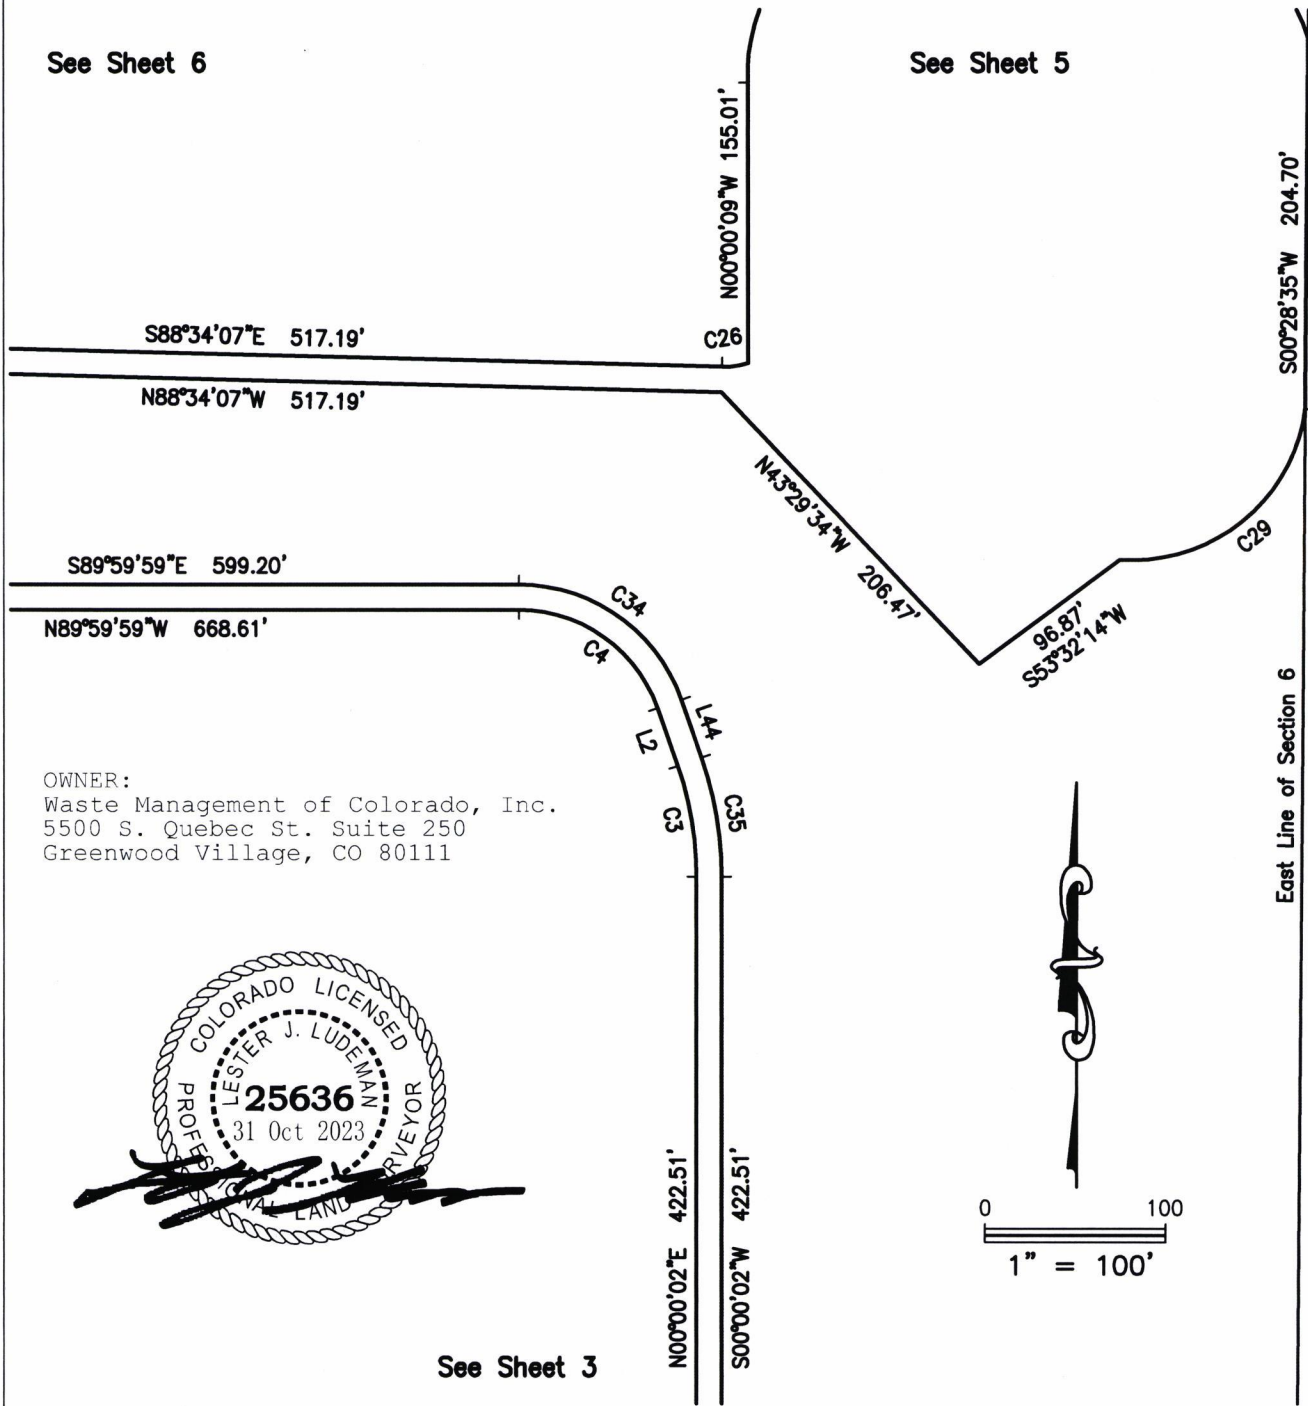 See Sheet 6
See Sheet 5
N00°00'09"W 155.01'
S00°28'35"W 204.70'
S88°34'07"E 517.19'
C26
N88°34'07"W 517.19'
N43°29'34"W 206.47'
C29
96.87'
S53°32'14"W
S89°59'59"E 599.20'
C34
N89°59'59"W 668.61'
C4
L44
L2
C3
C35
East Line of Section 6
OWNER:
Waste Management of Colorado, Inc.
5500 S. Quebec St. Suite 250
Greenwood Village, CO 80111
COLORADO LICENSED
LESTER J. LUDEMAN
25636
31 Oct 2023
PROFESSIONAL LAND SURVEYOR
N00°00'02"E 422.51'
S00°00'02"W 422.51'
0 100
1" = 100'
See Sheet 3